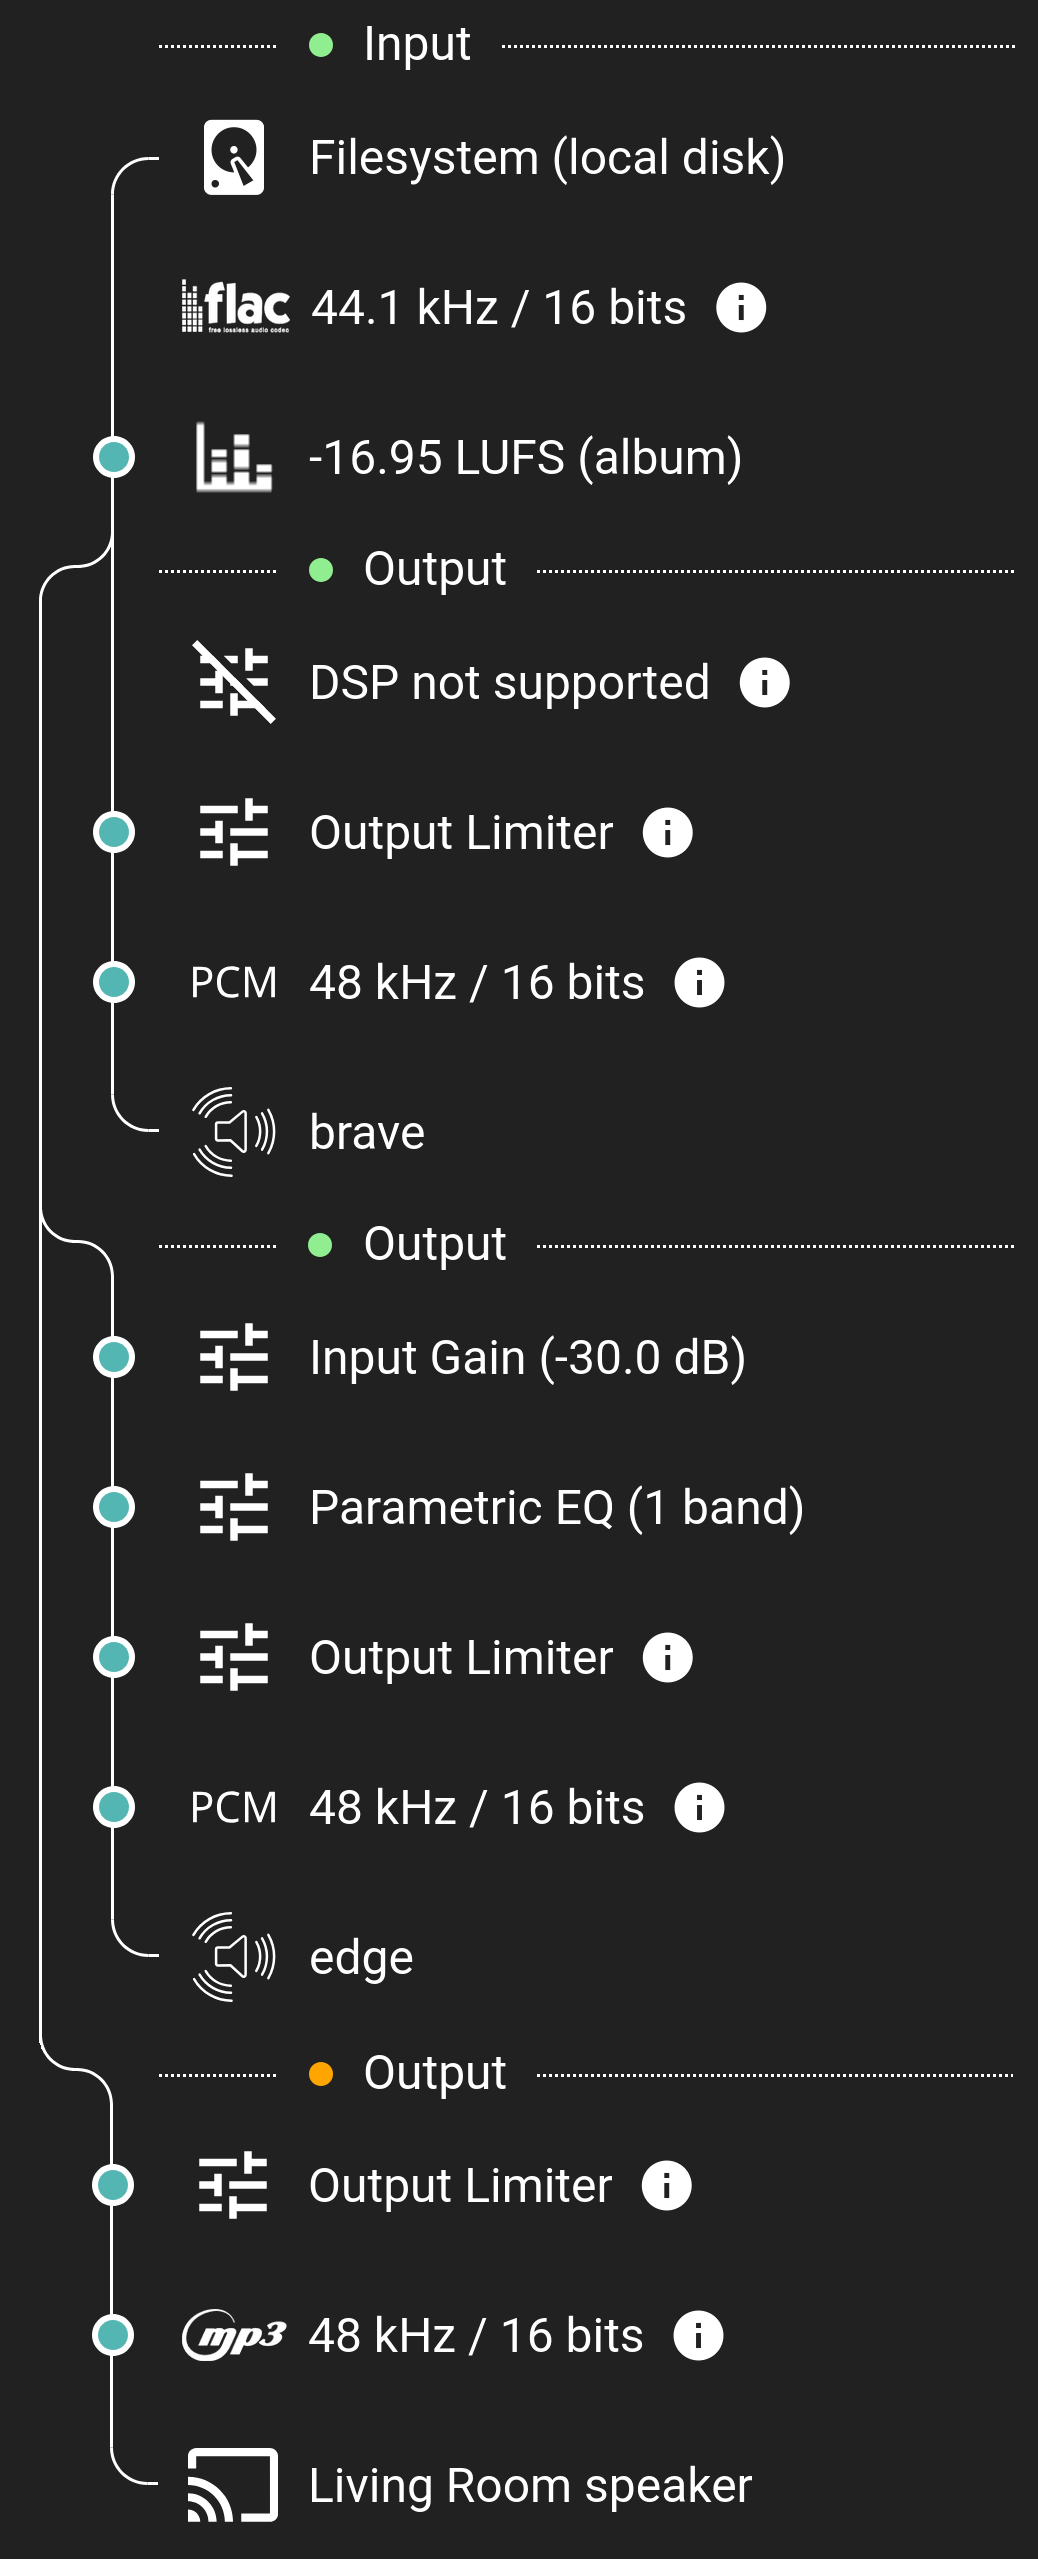 Input
Filesystem (local disk)
flac 44.1 kHz / 16 bits i
free lossless audio codec
-16.95 LUFS (album)
Output
DSP not supported i
Output Limiter i
PCM 48 kHz / 16 bits i
brave
Output
Input Gain (-30.0 dB)
Parametric EQ (1 band)
Output Limiter i
PCM 48 kHz / 16 bits i
edge
Output
Output Limiter i
mp3 48 kHz / 16 bits i
Living Room speaker